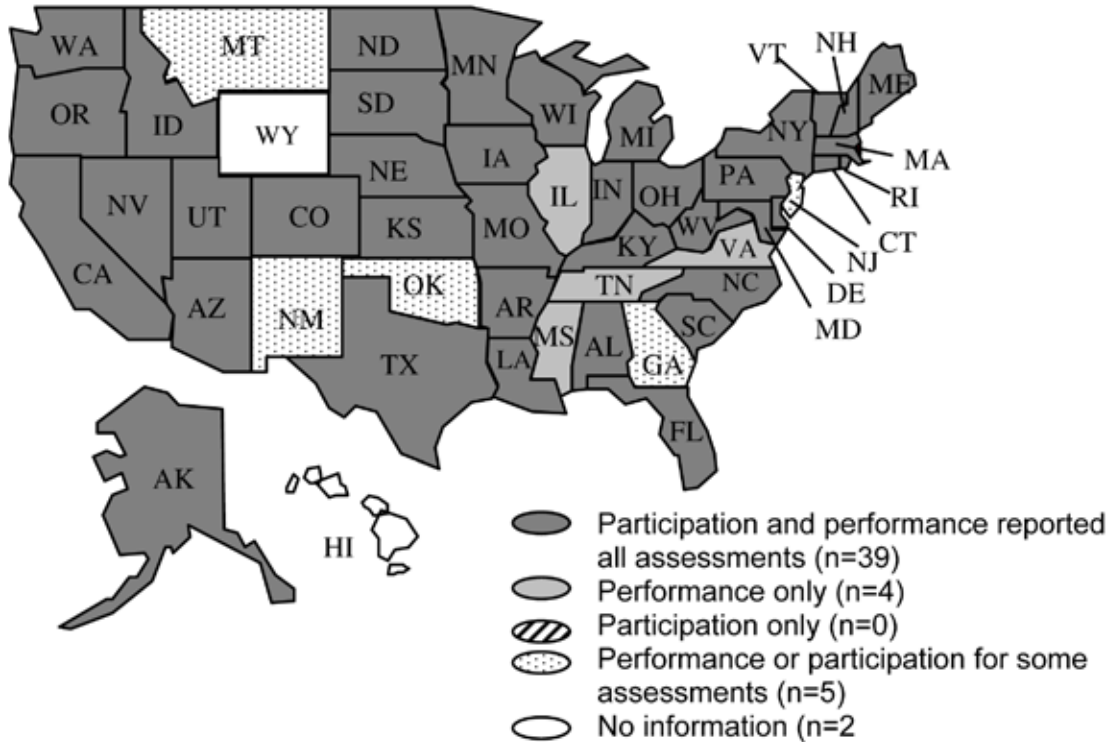 WA
MT
ND
MN
VT
NH
ME
OR
ID
SD
WI
NY
WY
MI
MA
IA
NE
PA
RI
NV
IL
IN
OH
UT
CO
WV
CT
KS
MO
KY
VA
NJ
CA
DE
OK
TN
NC
AZ
NM
AR
MD
SC
MS
AL
TX
LA
GA
FL
AK
HI
Participation and performance reported
all assessments (n=39)
Performance only (n=4)
Participation only (n=0)
Performance or participation for some
assessments (n=5)
No information (n=2